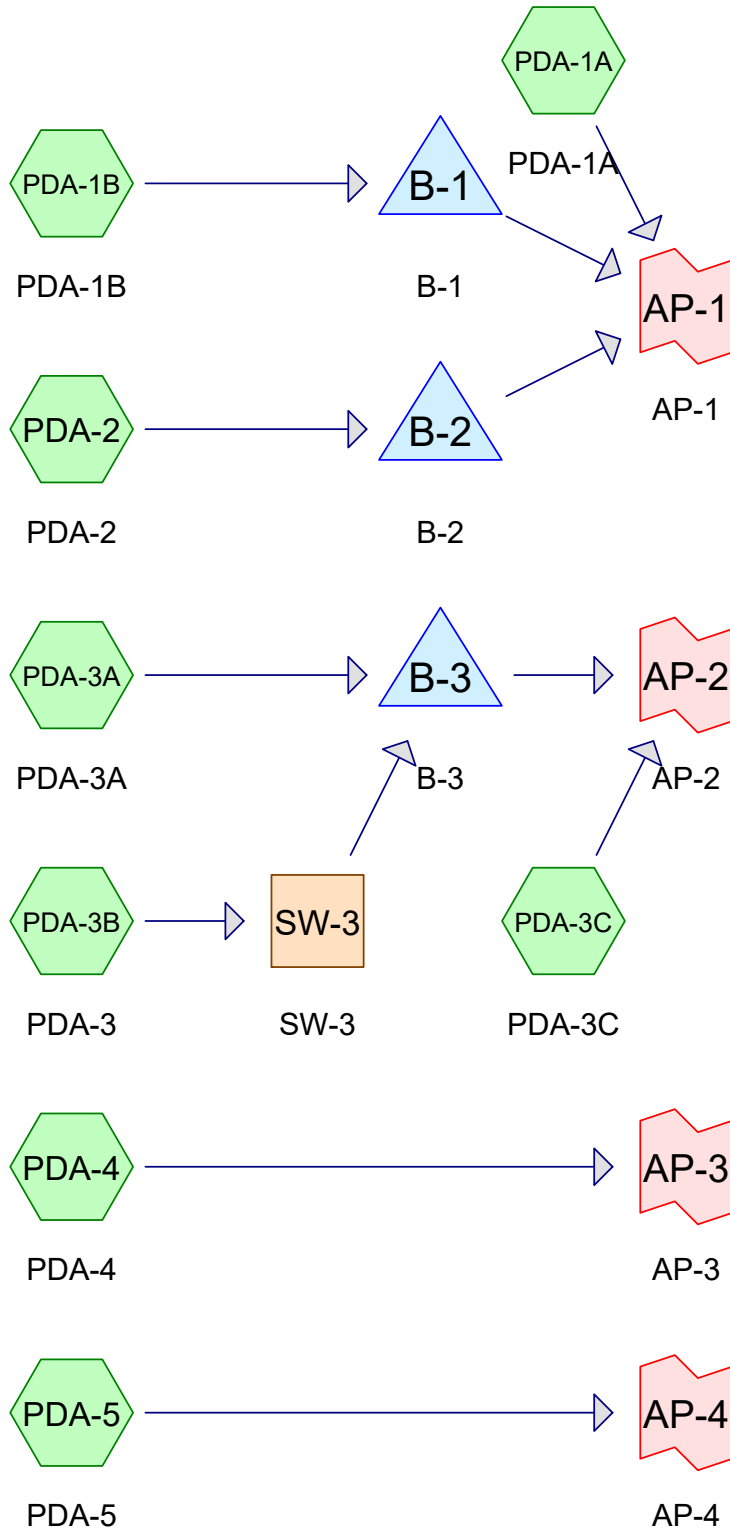 PDA-1A
PDA-1A
PDA-1B
PDA-1B
B-1
B-1
AP-1
AP-1
PDA-2
PDA-2
B-2
B-2
PDA-3A
PDA-3A
B-3
B-3
AP-2
AP-2
PDA-3B
PDA-3
SW-3
SW-3
PDA-3C
PDA-3C
PDA-4
PDA-4
AP-3
AP-3
PDA-5
PDA-5
AP-4
AP-4